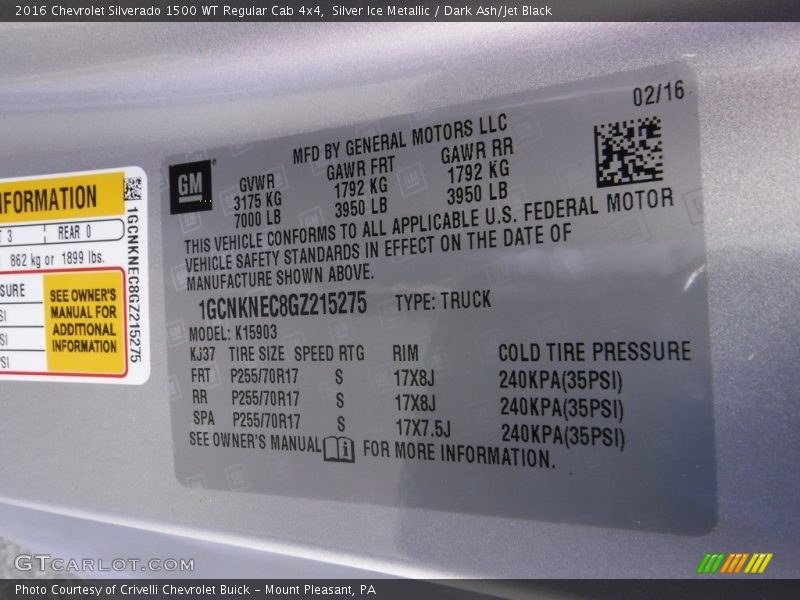 2016 Chevrolet Silverado 1500 WT Regular Cab 4x4,  Silver Ice Metallic / Dark Ash/Jet Black
02/16
GM
MFD BY GENERAL MOTORS LLC
GVWR GAWR FRT GAWR RR
3175 KG 1792 KG 1792 KG
7000 LB 3950 LB 3950 LB
THIS VEHICLE CONFORMS TO ALL APPLICABLE U.S. FEDERAL MOTOR
VEHICLE SAFETY STANDARDS IN EFFECT ON THE DATE OF
MANUFACTURE SHOWN ABOVE.
1GCNKNEC8GZ215275 TYPE: TRUCK
MODEL: K15903
KJ37 TIRE SIZE SPEED RTG RIM COLD TIRE PRESSURE
FRT P255/70R17 S 17X8J 240KPA(35PSI)
RR P255/70R17 S 17X8J 240KPA(35PSI)
SPA P255/70R17 S 17X7.5J 240KPA(35PSI)
SEE OWNER'S MANUAL FOR MORE INFORMATION.
NFORMATION
T 3 REAR 0
862 kg or 1899 lbs.
SURE
SI
SI
SI
SEE OWNER'S
MANUAL FOR
ADDITIONAL
INFORMATION
1GCNKNEC8GZ215275
GTCARLOT.COM
Photo Courtesy of Crivelli Chevrolet Buick - Mount Pleasant, PA